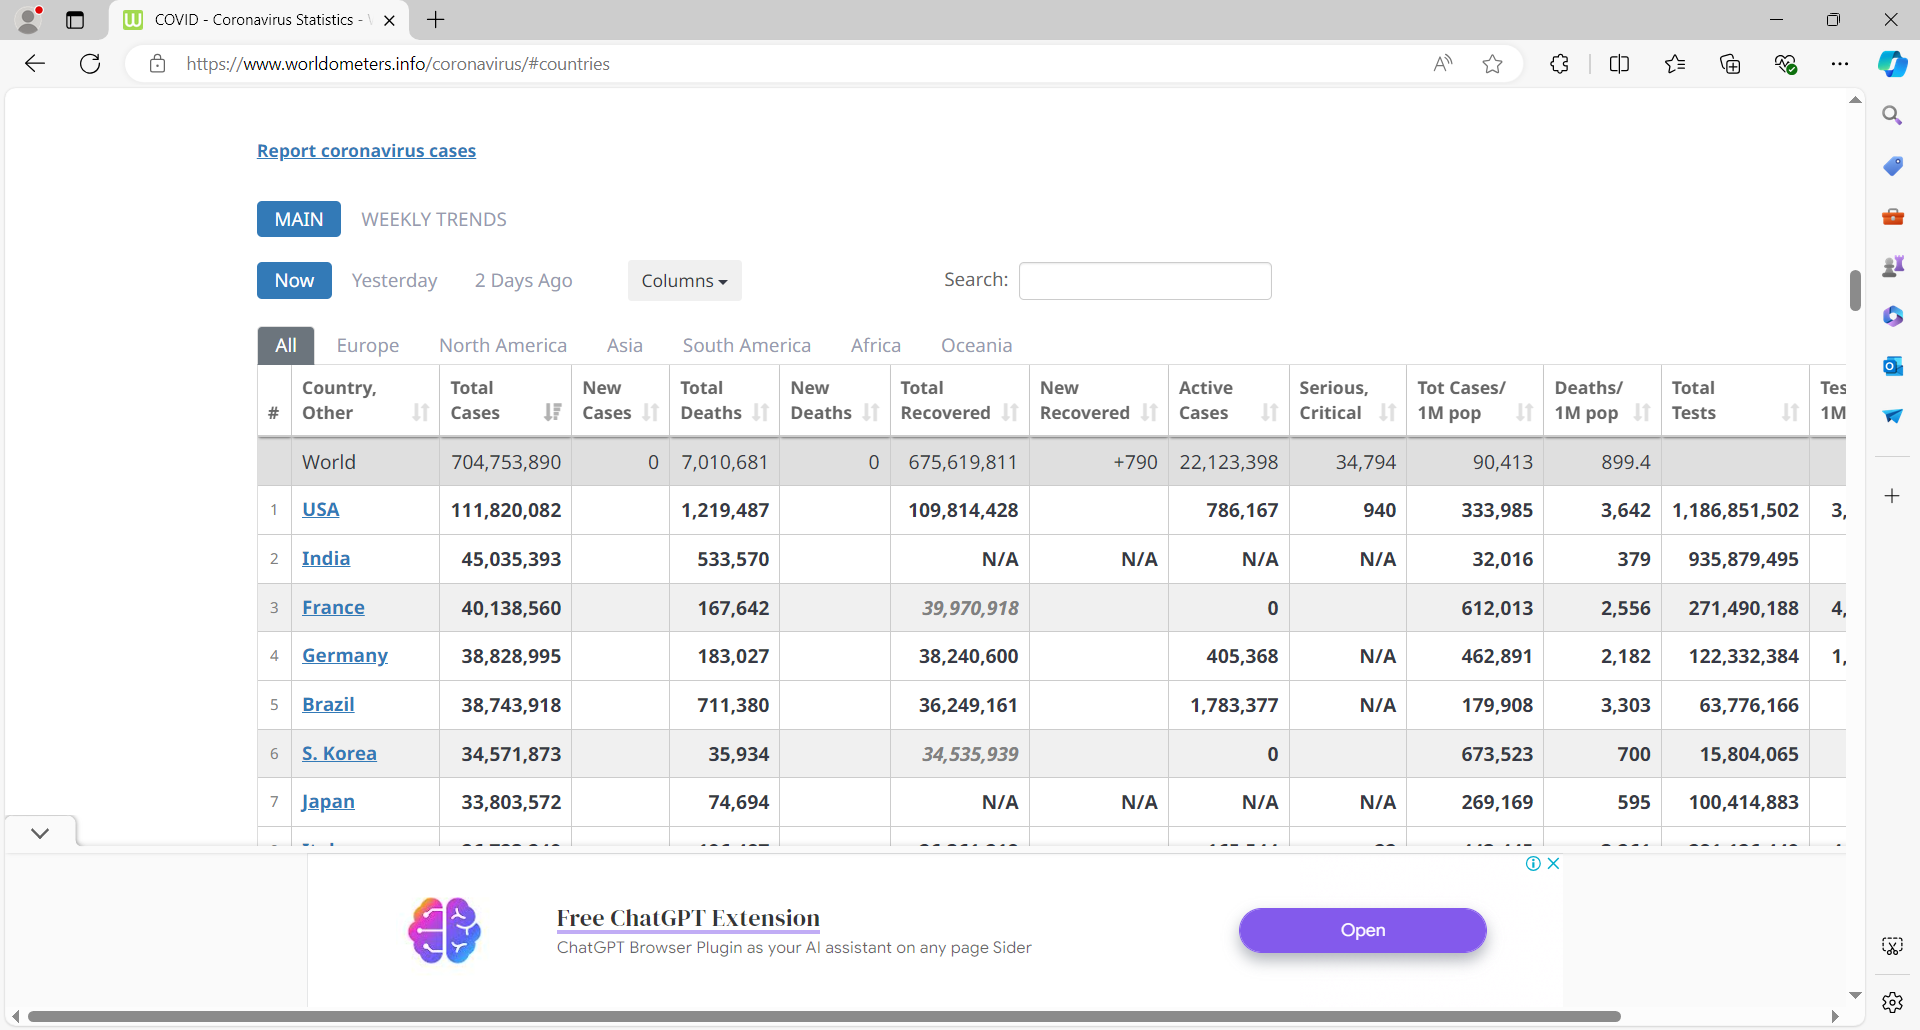 COVID - Coronavirus Statistics -
https://www.worldometers.info/coronavirus/#countries
Report coronavirus cases
MAIN WEEKLY TRENDS
Now Yesterday 2 Days Ago Columns Search:
All Europe North America Asia South America Africa Oceania
# Country, Other Total Cases New Cases Total Deaths New Deaths Total Recovered New Recovered Active Cases Serious, Critical Tot Cases/ 1M pop Deaths/ 1M pop Total Tests Tes 1M
World 704,753,890 0 7,010,681 0 675,619,811 +790 22,123,398 34,794 90,413 899.4
1 USA 111,820,082 1,219,487 109,814,428 786,167 940 333,985 3,642 1,186,851,502 3,
2 India 45,035,393 533,570 N/A N/A N/A N/A 32,016 379 935,879,495
3 France 40,138,560 167,642 39,970,918 0 612,013 2,556 271,490,188 4,
4 Germany 38,828,995 183,027 38,240,600 405,368 N/A 462,891 2,182 122,332,384 1,
5 Brazil 38,743,918 711,380 36,249,161 1,783,377 N/A 179,908 3,303 63,776,166
6 S. Korea 34,571,873 35,934 34,535,939 0 673,523 700 15,804,065
7 Japan 33,803,572 74,694 N/A N/A N/A N/A 269,169 595 100,414,883
Free ChatGPT Extension
ChatGPT Browser Plugin as your AI assistant on any page Sider
Open